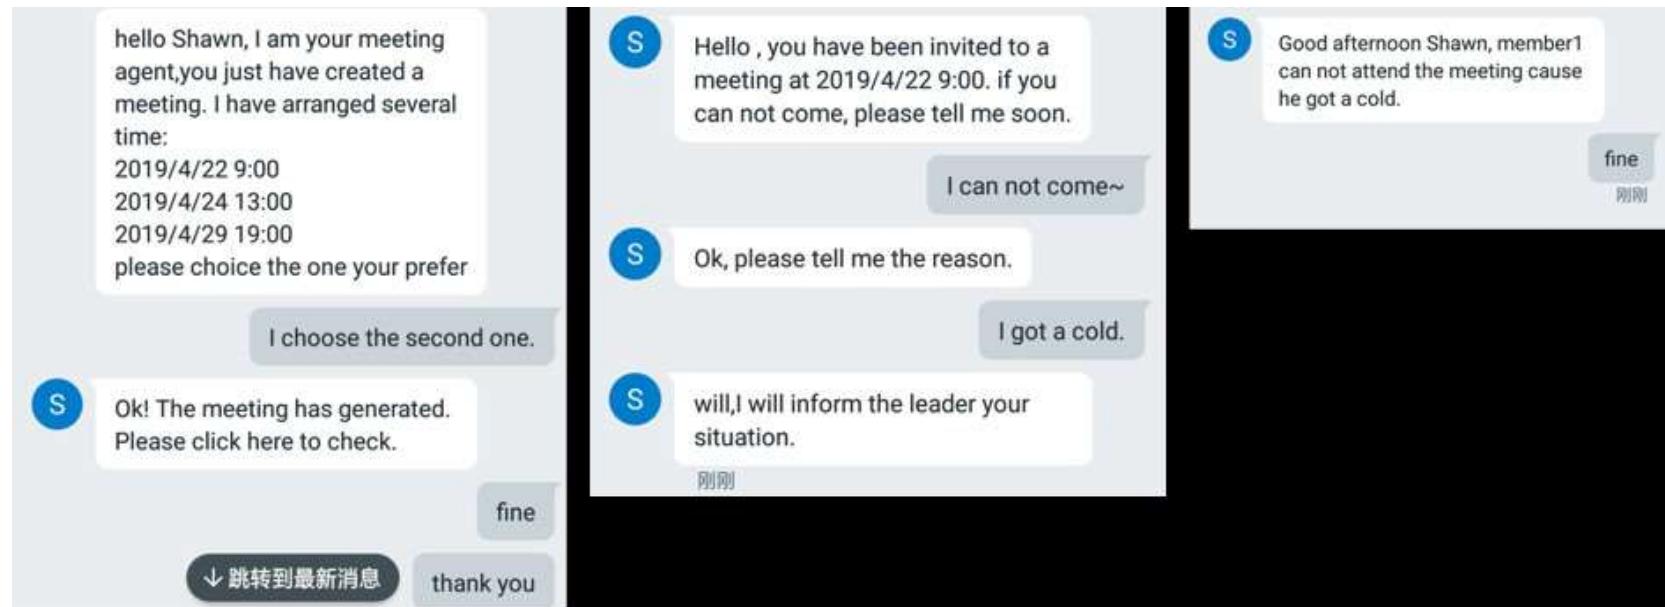 hello Shawn, I am your meeting
agent,you just have created a
meeting. I have arranged several
time:
2019/4/22 9:00
2019/4/24 13:00
2019/4/29 19:00
please choice the one your prefer
I choose the second one.
S
Ok! The meeting has generated.
Please click here to check.
fine
↓ 跳转到最新消息
thank you
S
Hello , you have been invited to a
meeting at 2019/4/22 9:00. if you
can not come, please tell me soon.
I can not come~
S
Ok, please tell me the reason.
I got a cold.
S
will,I will inform the leader your
situation.
刚刚
S
Good afternoon Shawn, member1
can not attend the meeting cause
he got a cold.
fine
刚刚